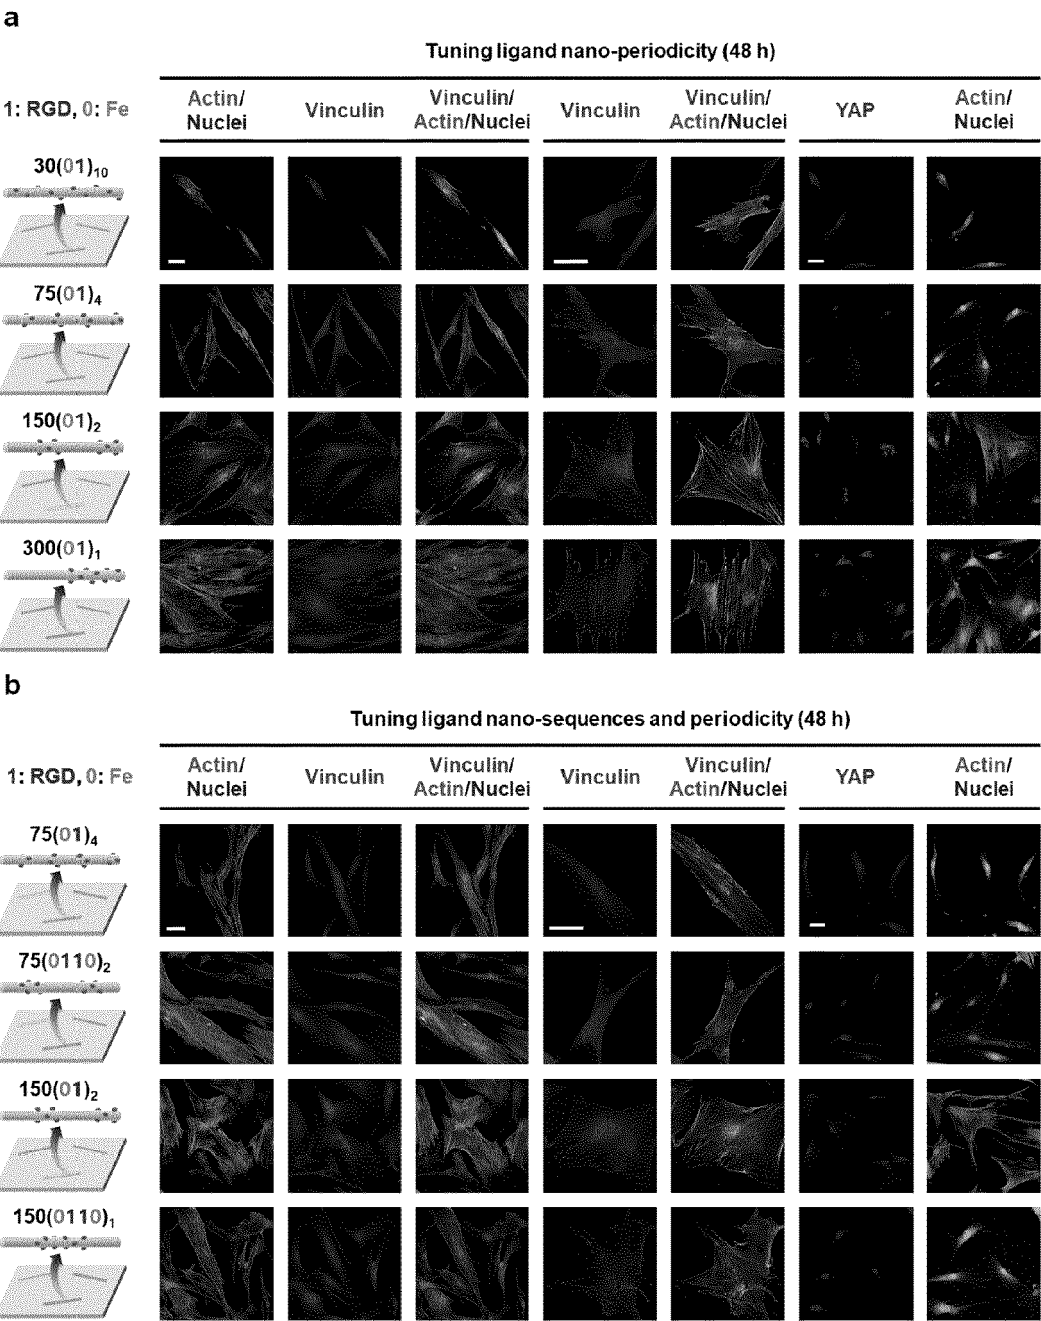 a
Tuning ligand nano-periodicity (48 h)
1: RGD, 0: Fe
Actin/
Nuclei
Vinculin
Vinculin/
Actin/Nuclei
Vinculin
Vinculin/
Actin/Nuclei
YAP
Actin/
Nuclei
30(01)10
75(01)4
150(01)2
300(01)1
b
Tuning ligand nano-sequences and periodicity (48 h)
1: RGD, 0: Fe
Actin/
Nuclei
Vinculin
Vinculin/
Actin/Nuclei
Vinculin
Vinculin/
Actin/Nuclei
YAP
Actin/
Nuclei
75(01)4
75(0110)2
150(01)2
150(0110)1